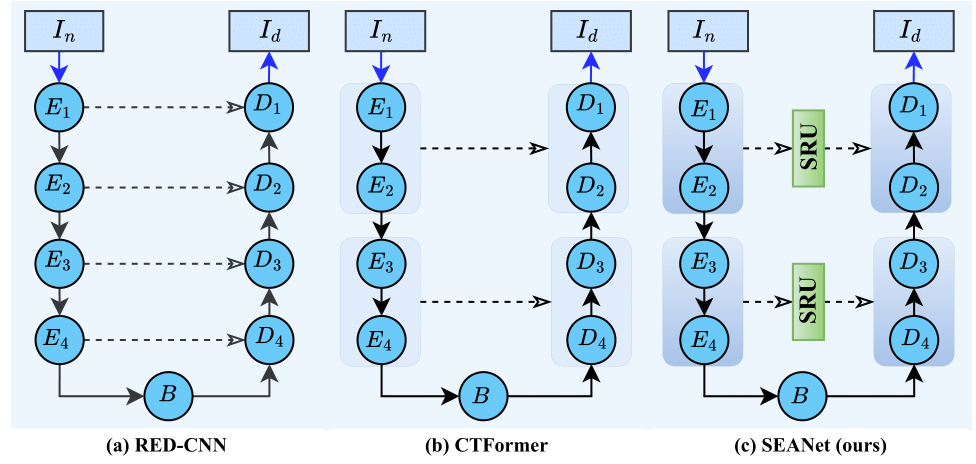 I_n I_d I_n I_d I_n I_d
E_1 D_1 E_1 D_1 E_1 SRU D_1
E_2 D_2 E_2 D_2 E_2 D_2
E_3 D_3 E_3 D_3 E_3 SRU D_3
E_4 D_4 E_4 D_4 E_4 D_4
B B B
(a) RED-CNN (b) CTFormer (c) SEANet (ours)